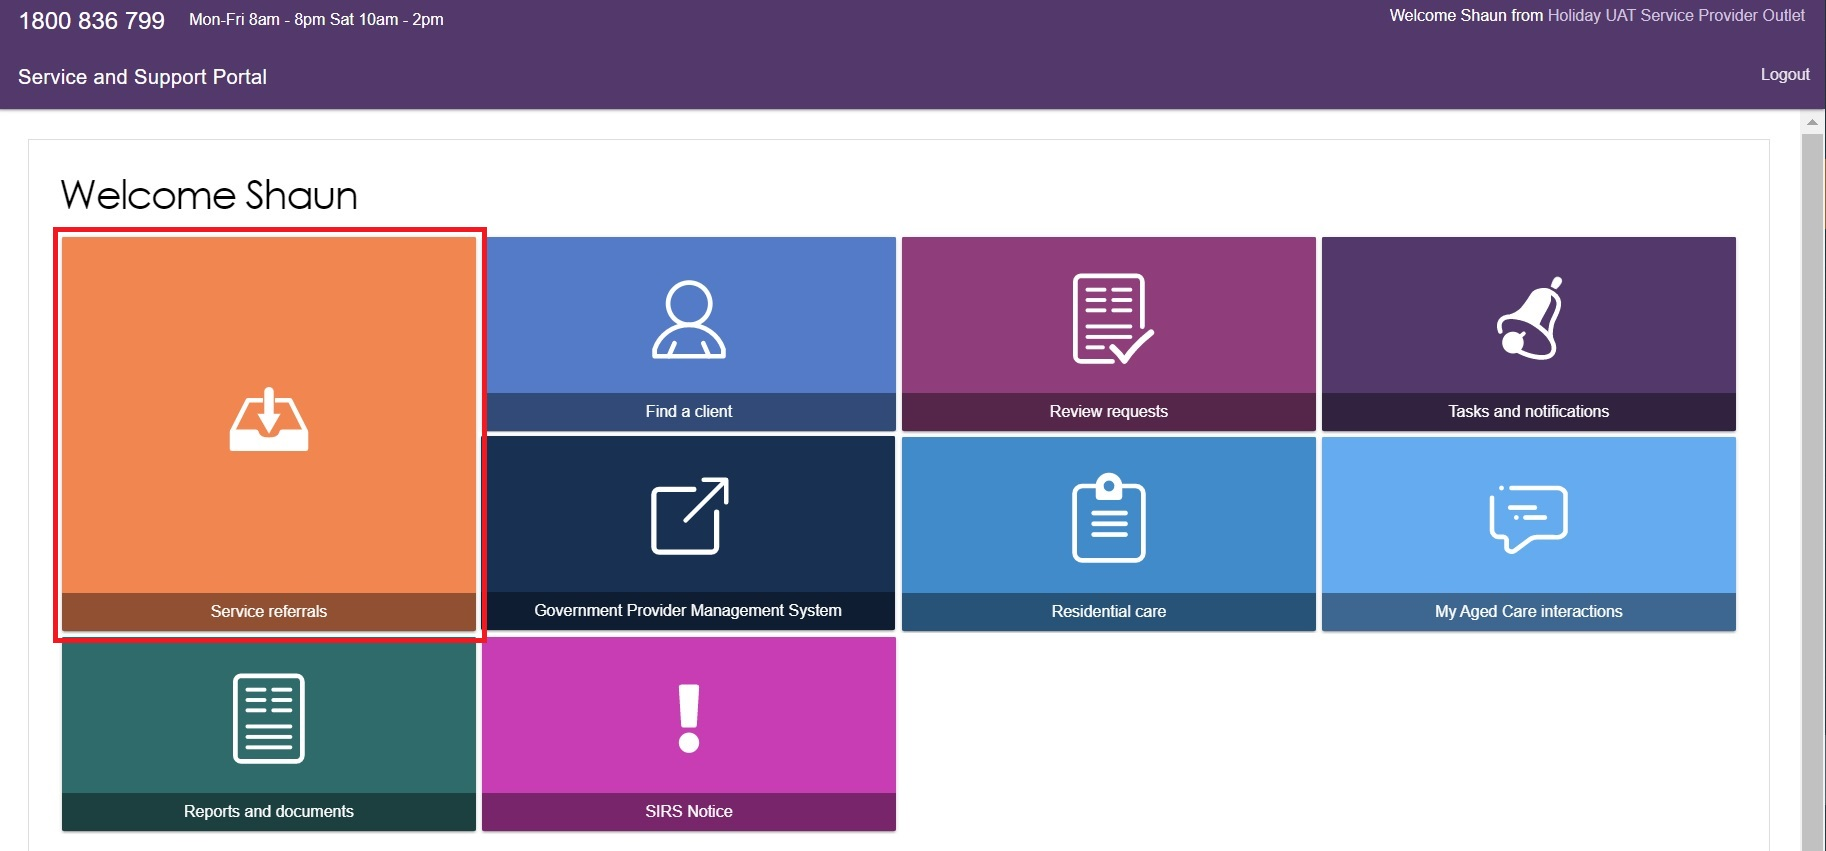 1800 836 799 Mon-Fri 8am - 8pm Sat 10am - 2pm
Welcome Shaun from Holiday UAT Service Provider Outlet
Service and Support Portal
Logout
Welcome Shaun
Find a client
Review requests
Tasks and notifications
Service referrals
Government Provider Management System
Residential care
My Aged Care interactions
Reports and documents
SIRS Notice